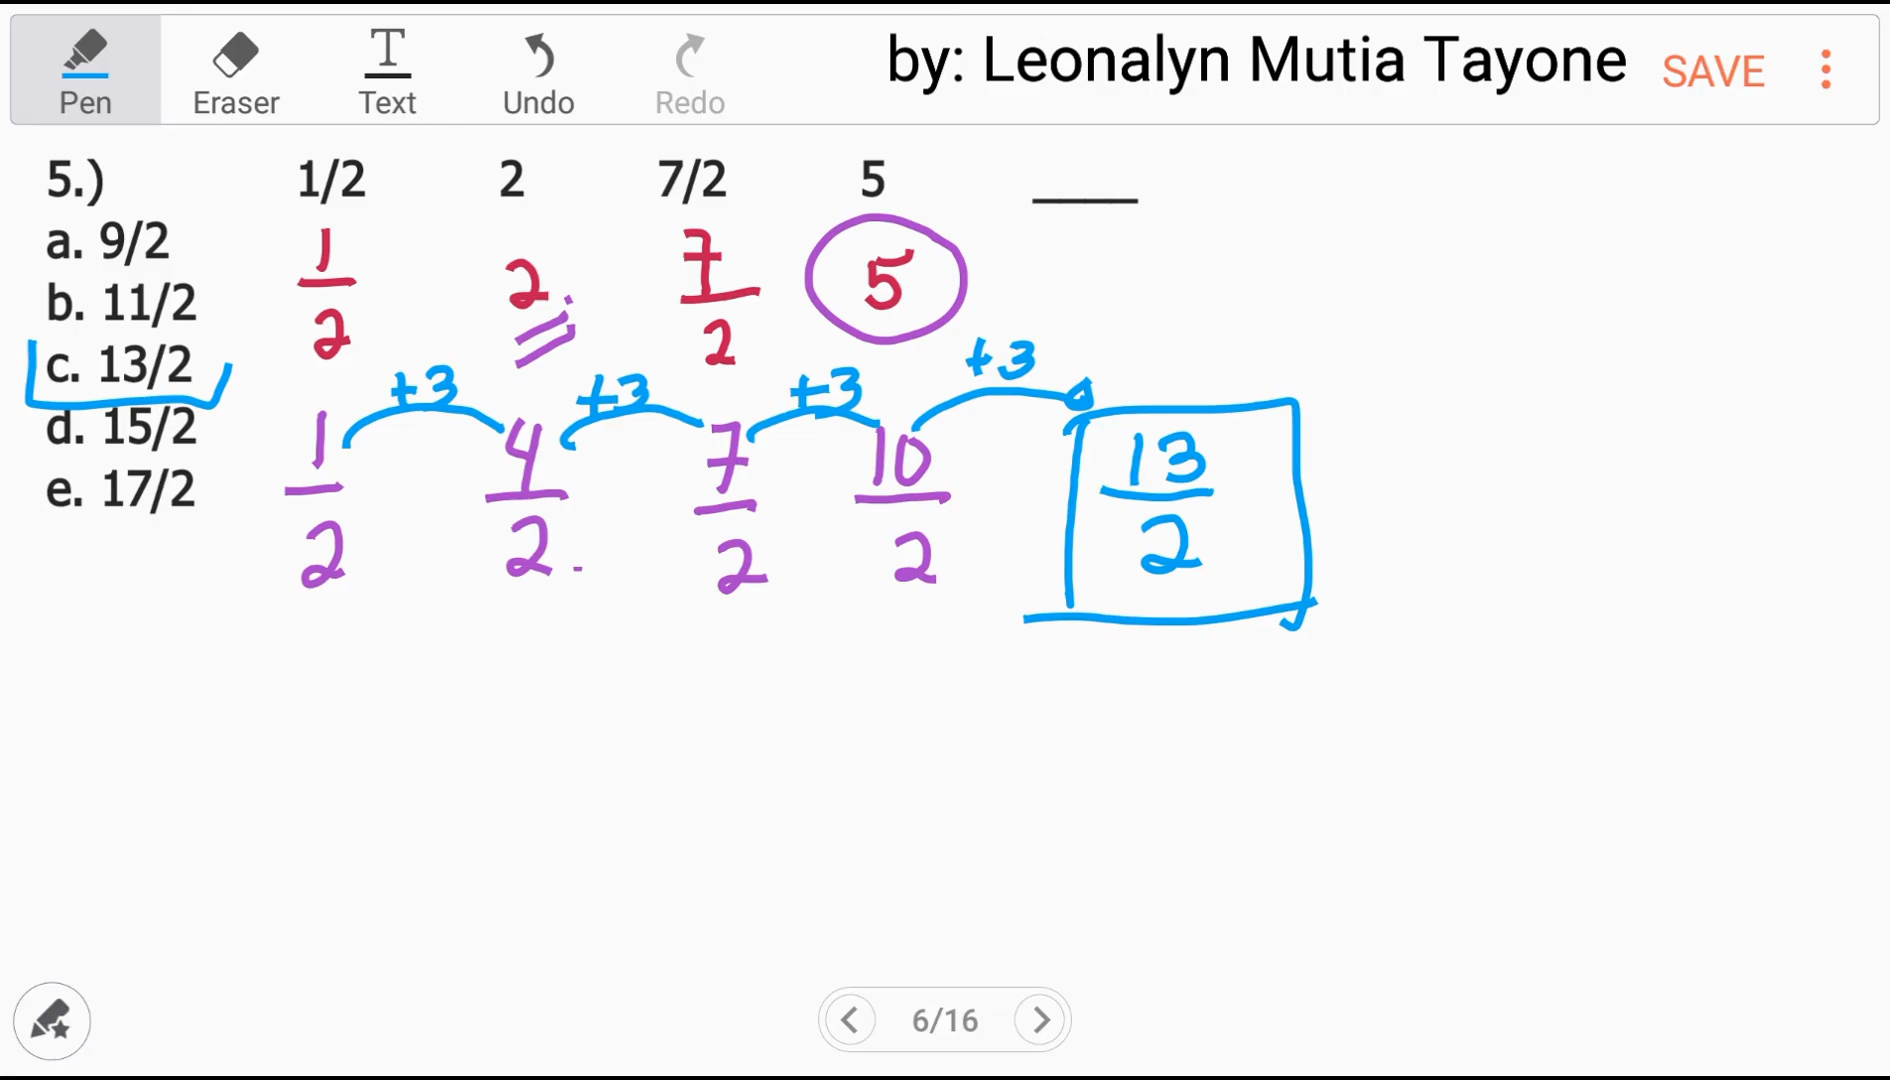 by: Leonalyn Mutia Tayone
SAVE
Pen Eraser Text Undo Redo
5.) 1/2 2 7/2 5 ____
a. 9/2
b. 11/2
c. 13/2
d. 15/2
e. 17/2
1/2 2 7/2 5
+3 +3 +3 +3
1/2 4/2 7/2 10/2 13/2
6/16